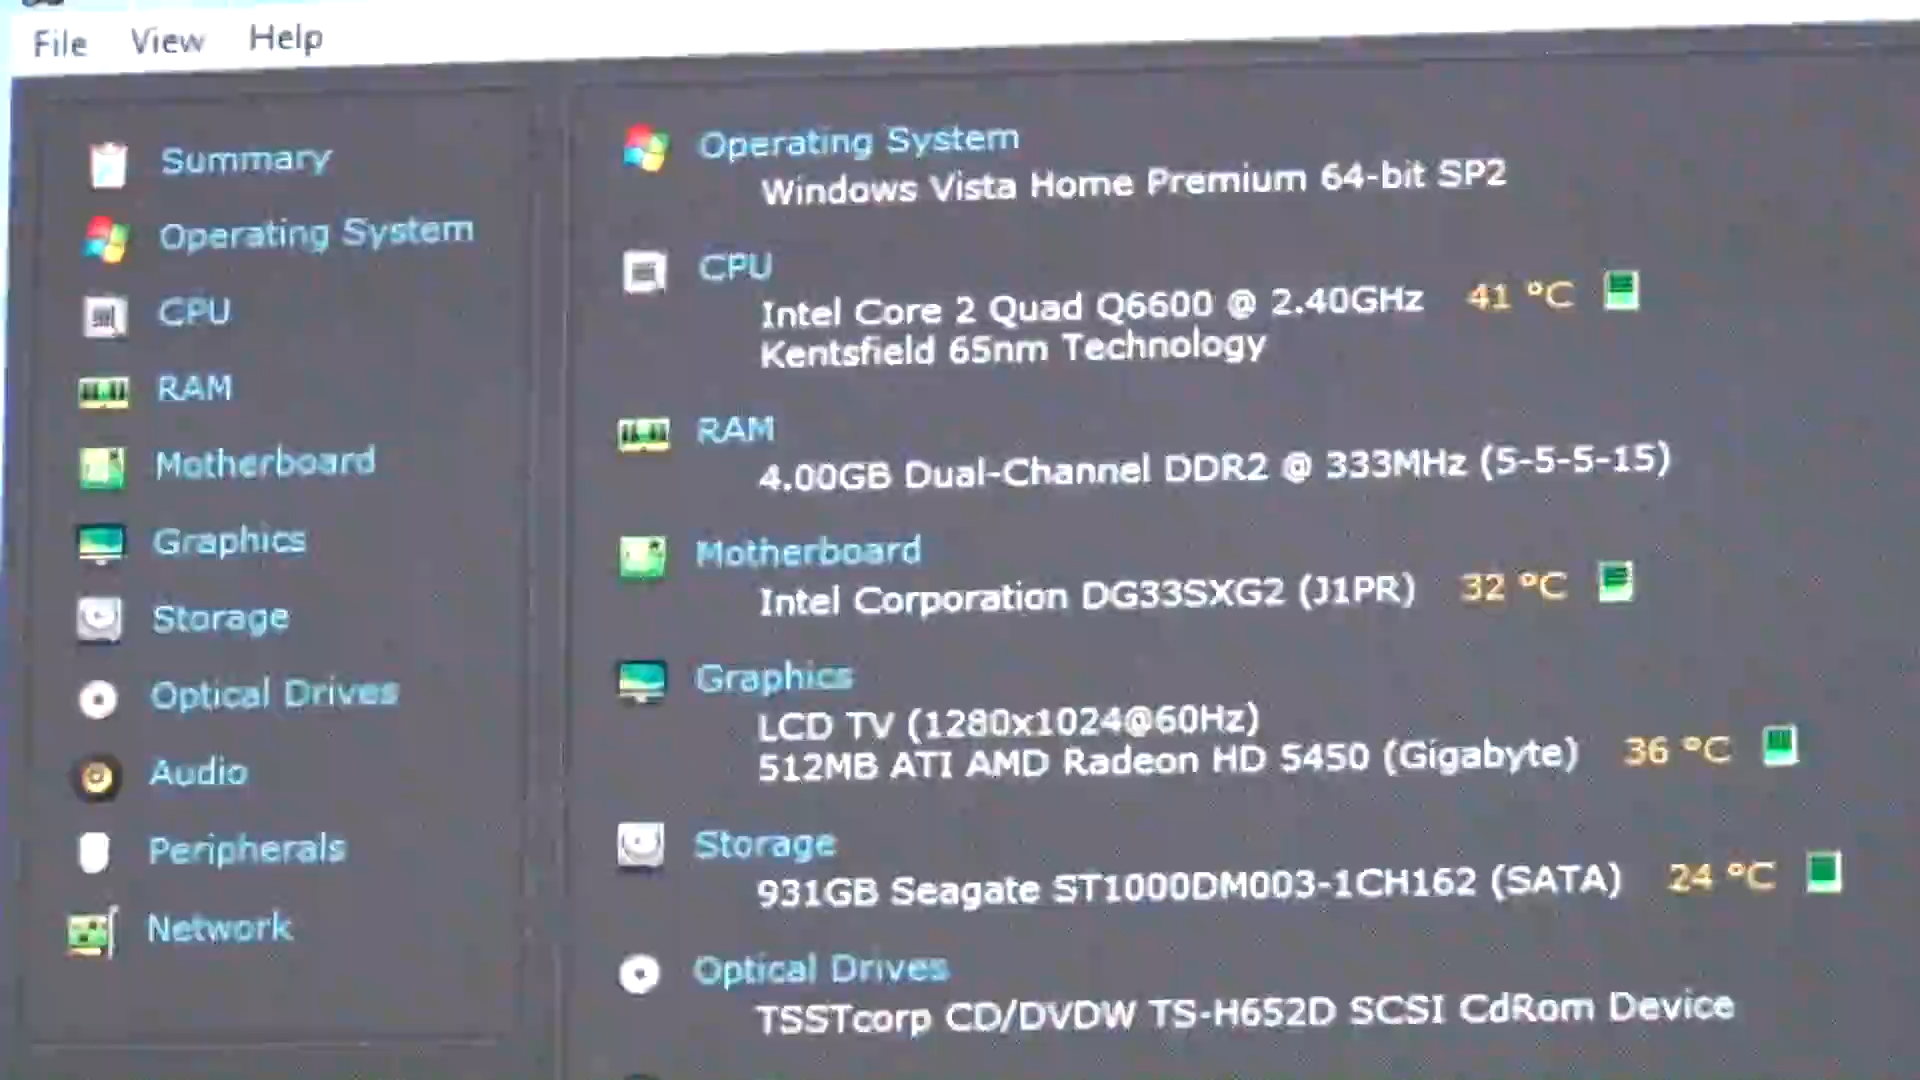 File View Help
Summary
Operating System
CPU
RAM
Motherboard
Graphics
Storage
Optical Drives
Audio
Peripherals
Network
Operating System
Windows Vista Home Premium 64-bit SP2
CPU
Intel Core 2 Quad Q6600 @ 2.40GHz 41 °C
Kentsfield 65nm Technology
RAM
4.00GB Dual-Channel DDR2 @ 333MHz (5-5-5-15)
Motherboard
Intel Corporation DG33SXG2 (J1PR) 32 °C
Graphics
LCD TV (1280x1024@60Hz)
512MB ATI AMD Radeon HD 5450 (Gigabyte) 36 °C
Storage
931GB Seagate ST1000DM003-1CH162 (SATA) 24 °C
Optical Drives
TSSTcorp CD/DVDW TS-H652D SCSI CdRom Device